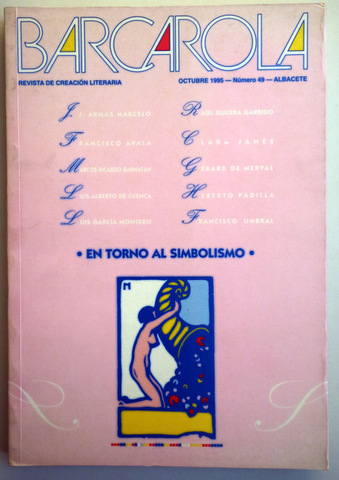 BARCAROLA
REVISTA DE CREACIÓN LITERARIA
OCTUBRE 1995 — Número 49 — ALBACETE
J. J. ARMAS MARCELO
FRANCISCO AYALA
MARCOS RICARDO BARNATAN
LUIS ALBERTO DE CUENCA
LUIS GARCÍA MONTERO
RAÚL GUERRA GARRIDO
CLARA JANÉS
GÉRARD DE NERVAL
HEBERTO PADILLA
FRANCISCO UMBRAL
• EN TORNO AL SIMBOLISMO •
M